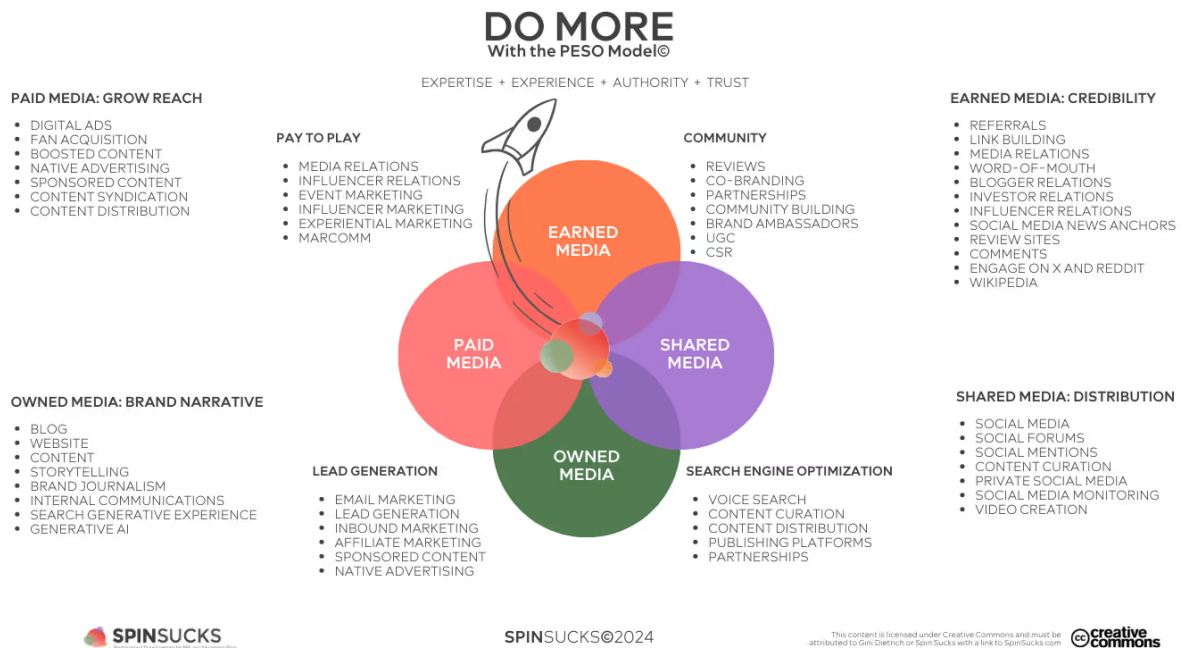 DO MORE
With the PESO Model©
EXPERTISE + EXPERIENCE + AUTHORITY + TRUST
PAID MEDIA: GROW REACH
• DIGITAL ADS
• FAN ACQUISITION
• BOOSTED CONTENT
• NATIVE ADVERTISING
• SPONSORED CONTENT
• CONTENT SYNDICATION
• CONTENT DISTRIBUTION
PAY TO PLAY
• MEDIA RELATIONS
• INFLUENCER RELATIONS
• EVENT MARKETING
• INFLUENCER MARKETING
• EXPERIENTIAL MARKETING
• MARCOMM
COMMUNITY
• REVIEWS
• CO-BRANDING
• PARTNERSHIPS
• COMMUNITY BUILDING
• BRAND AMBASSADORS
• UGC
• CSR
EARNED MEDIA: CREDIBILITY
• REFERRALS
• LINK BUILDING
• MEDIA RELATIONS
• WORD-OF-MOUTH
• BLOGGER RELATIONS
• INVESTOR RELATIONS
• INFLUENCER RELATIONS
• SOCIAL MEDIA NEWS ANCHORS
• REVIEW SITES
• COMMENTS
• ENGAGE ON X AND REDDIT
• WIKIPEDIA
EARNED
MEDIA
PAID
MEDIA
SHARED
MEDIA
OWNED
MEDIA
OWNED MEDIA: BRAND NARRATIVE
• BLOG
• WEBSITE
• CONTENT
• STORYTELLING
• BRAND JOURNALISM
• INTERNAL COMMUNICATIONS
• SEARCH GENERATIVE EXPERIENCE
• GENERATIVE AI
LEAD GENERATION
• EMAIL MARKETING
• LEAD GENERATION
• INBOUND MARKETING
• AFFILIATE MARKETING
• SPONSORED CONTENT
• NATIVE ADVERTISING
SEARCH ENGINE OPTIMIZATION
• VOICE SEARCH
• CONTENT CURATION
• CONTENT DISTRIBUTION
• PUBLISHING PLATFORMS
• PARTNERSHIPS
SHARED MEDIA: DISTRIBUTION
• SOCIAL MEDIA
• SOCIAL FORUMS
• SOCIAL MENTIONS
• CONTENT CURATION
• PRIVATE SOCIAL MEDIA
• SOCIAL MEDIA MONITORING
• VIDEO CREATION
SPINSUCKS
SPINSUCKS©2024
This content is licensed under Creative Commons and must be
attributed to Gini Dietrich or Spin Sucks with a link to SpinSucks.com
cc creative
commons